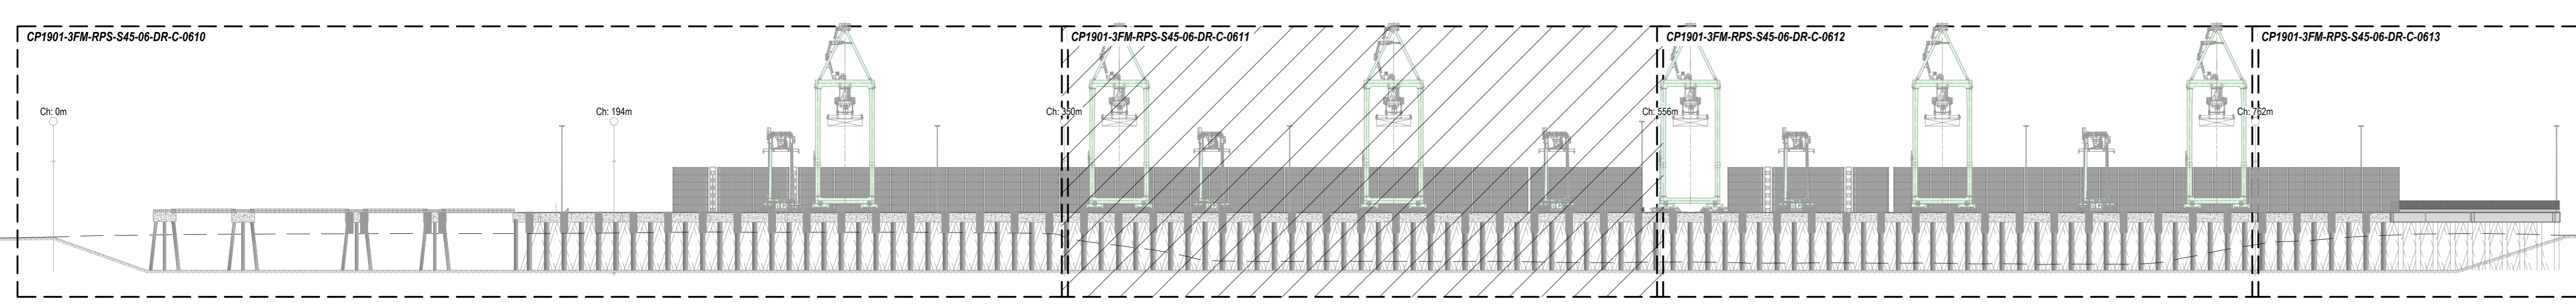 CP1901-3FM-RPS-S45-06-DR-C-0610
CP1901-3FM-RPS-S45-06-DR-C-0611
CP1901-3FM-RPS-S45-06-DR-C-0612
CP1901-3FM-RPS-S45-06-DR-C-0613
Ch: 0m
Ch: 194m
Ch: 350m
Ch: 556m
Ch: 762m